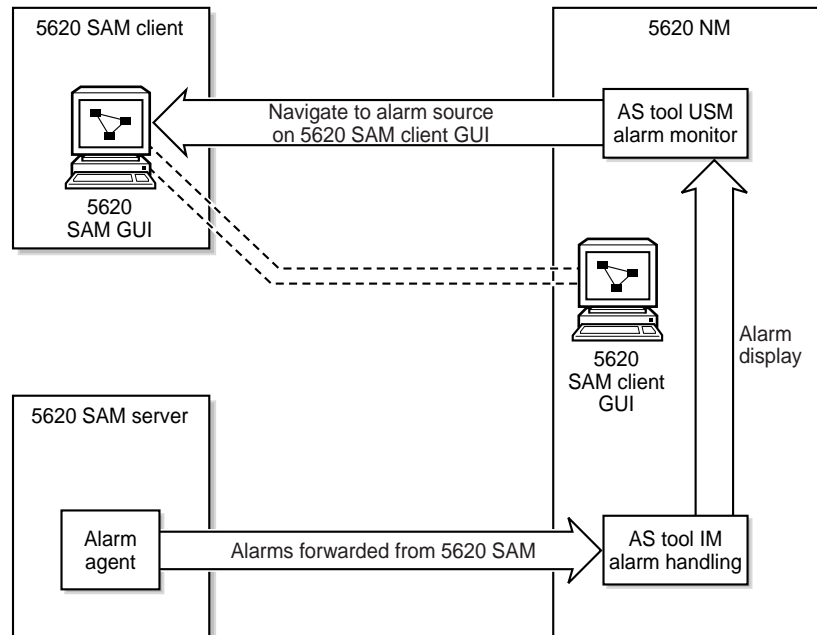 5620 SAM client
5620 NM
Navigate to alarm source
on 5620 SAM client GUI
AS tool USM
alarm monitor
5620
SAM GUI
Alarm
display
5620
SAM client
GUI
5620 SAM server
Alarm
agent
Alarms forwarded from 5620 SAM
AS tool IM
alarm handling